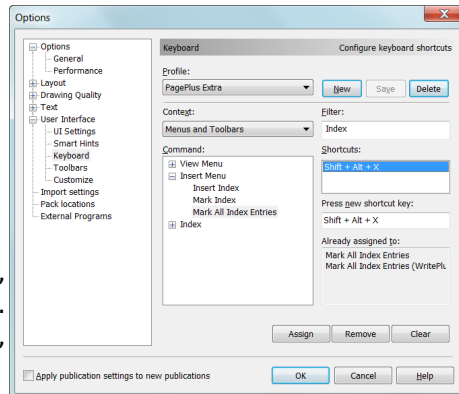 Options
Options
General
Performance
Layout
Drawing Quality
Text
User Interface
UI Settings
Smart Hints
Keyboard
Toolbars
Customize
Import settings
Pack locations
External Programs
Keyboard
Configure keyboard shortcuts
Profile:
PagePlus Extra
New
Save
Delete
Context:
Menus and Toolbars
Filter:
Index
Command:
View Menu
Insert Menu
Insert Index
Mark Index
Mark All Index Entries
Index
Shortcuts:
Shift + Alt + X
Press new shortcut key:
Shift + Alt + X
Already assigned to:
Mark All Index Entries
Mark All Index Entries (WritePlu
Assign
Remove
Clear
,
.
,
Apply publication settings to new publications
OK
Cancel
Help